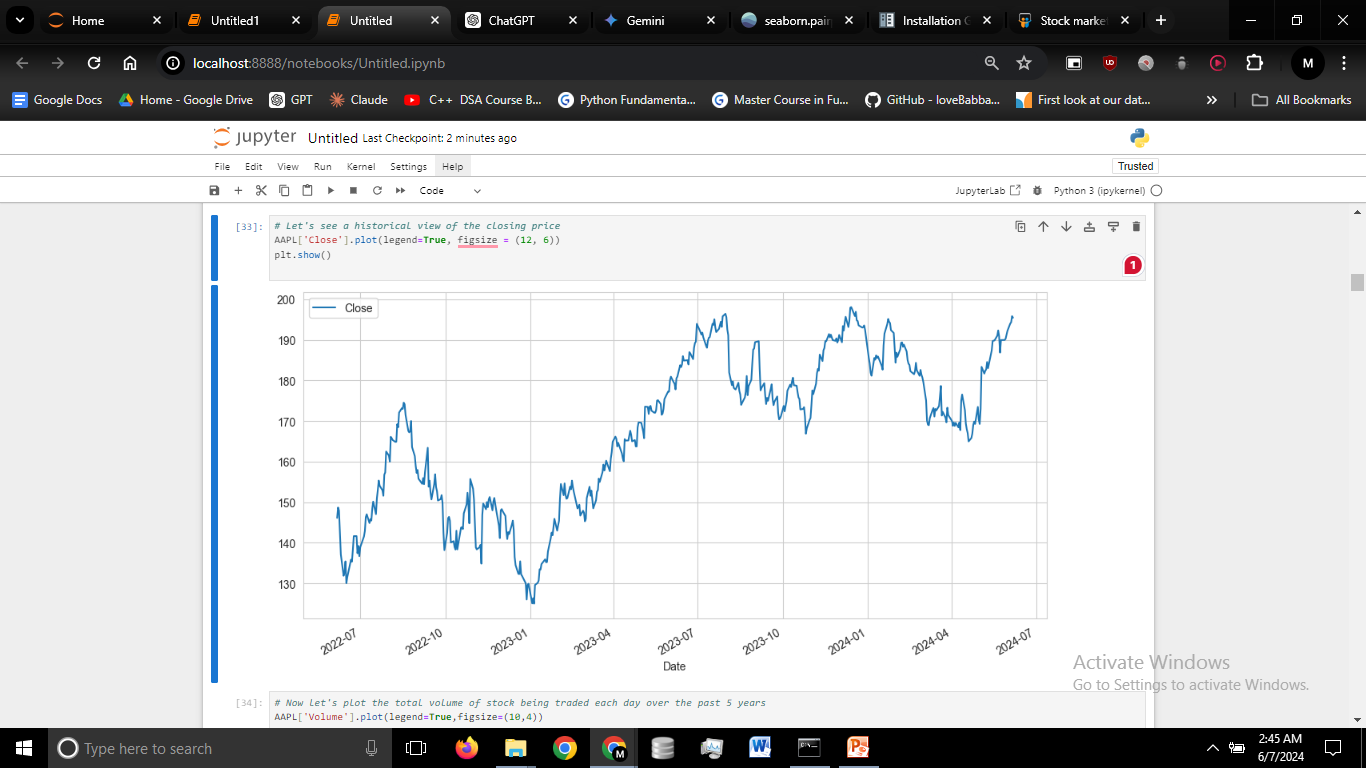 Home
Untitled1
Untitled
ChatGPT
Gemini
seaborn.pair
Installation G
Stock marke
localhost:8888/notebooks/Untitled.ipynb
M
Google Docs
Home - Google Drive
GPT
Claude
C++ DSA Course B...
Python Fundamenta...
Master Course in Fu...
GitHub - loveBabba...
First look at our dat...
»
All Bookmarks
jupyter Untitled Last Checkpoint: 2 minutes ago
File Edit View Run Kernel Settings Help
Trusted
Code
JupyterLab
Python 3 (ipykernel)
[33]:
# Let's see a historical view of the closing price
AAPL['Close'].plot(legend=True, figsize = (12, 6))
plt.show()
1
Close
200
190
180
170
160
150
140
130
2022-07
2022-10
2023-01
2023-04
2023-07
2023-10
2024-01
2024-04
2024-07
Date
Activate Windows
Go to Settings to activate Windows.
[34]:
# Now let's plot the total volume of stock being traded each day over the past 5 years
AAPL['Volume'].plot(legend=True,figsize=(10,4))
Type here to search
2:45 AM
6/7/2024